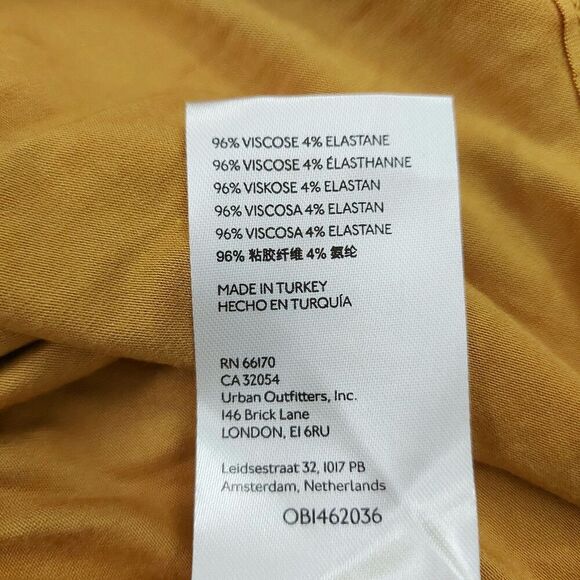 96% VISCOSE 4% ELASTANE
96% VISCOSE 4% ÉLASTHANNE
96% VISKOSE 4% ELASTAN
96% VISCOSA 4% ELASTAN
96% VISCOSA 4% ELASTANE
96% 粘胶纤维 4% 氨纶
MADE IN TURKEY
HECHO EN TURQUÍA
RN 66170
CA 32054
Urban Outfitters, Inc.
146 Brick Lane
LONDON, E1 6RU
Leidsestraat 32, 1017 PB
Amsterdam, Netherlands
OB1462036